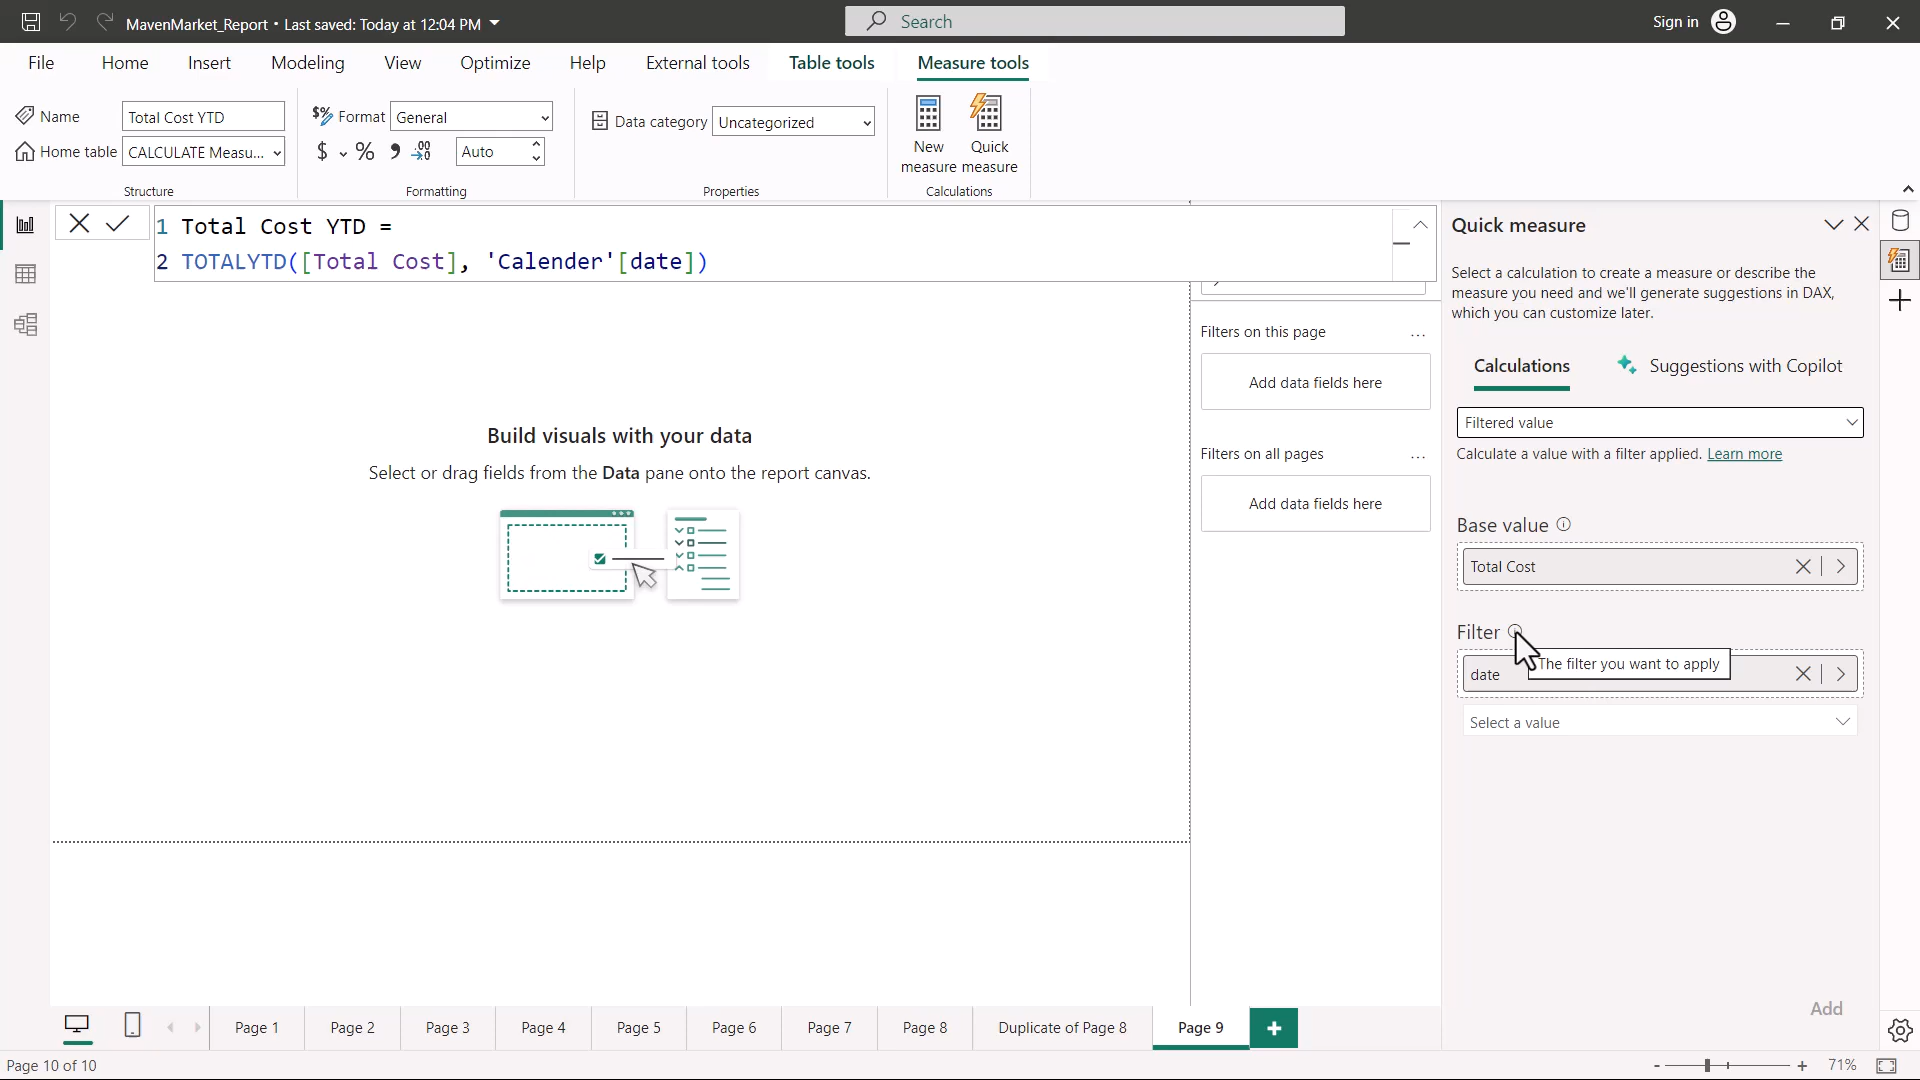 MavenMarket_Report • Last saved: Today at 12:04 PM
Search
Sign in
File
Home
Insert
Modeling
View
Optimize
Help
External tools
Table tools
Measure tools
Name
Total Cost YTD
Home table
CALCULATE Measu...
Structure
Format
General
$
%
Auto
Formatting
Data category
Uncategorized
Properties
New
measure
Quick
measure
Calculations
1 Total Cost YTD =
2 TOTALYTD([Total Cost], 'Calender'[date])
Filters on this page
...
Add data fields here
Filters on all pages
...
Add data fields here
Build visuals with your data
Select or drag fields from the Data pane onto the report canvas.
Quick measure
Select a calculation to create a measure or describe the
measure you need and we'll generate suggestions in DAX,
which you can customize later.
Calculations
Suggestions with Copilot
Filtered value
Calculate a value with a filter applied. Learn more
Base value
Total Cost
Filter
The filter you want to apply
date
Select a value
Add
Page 1
Page 2
Page 3
Page 4
Page 5
Page 6
Page 7
Page 8
Duplicate of Page 8
Page 9
+
Page 10 of 10
- + 71%